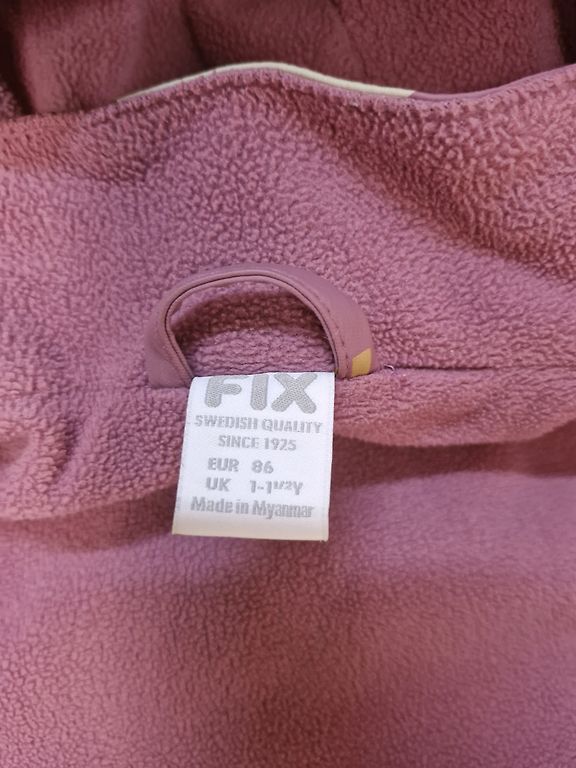 FIX
SWEDISH QUALITY
SINCE 1925
EUR 86
UK 1-1½Y
Made in Myanmar